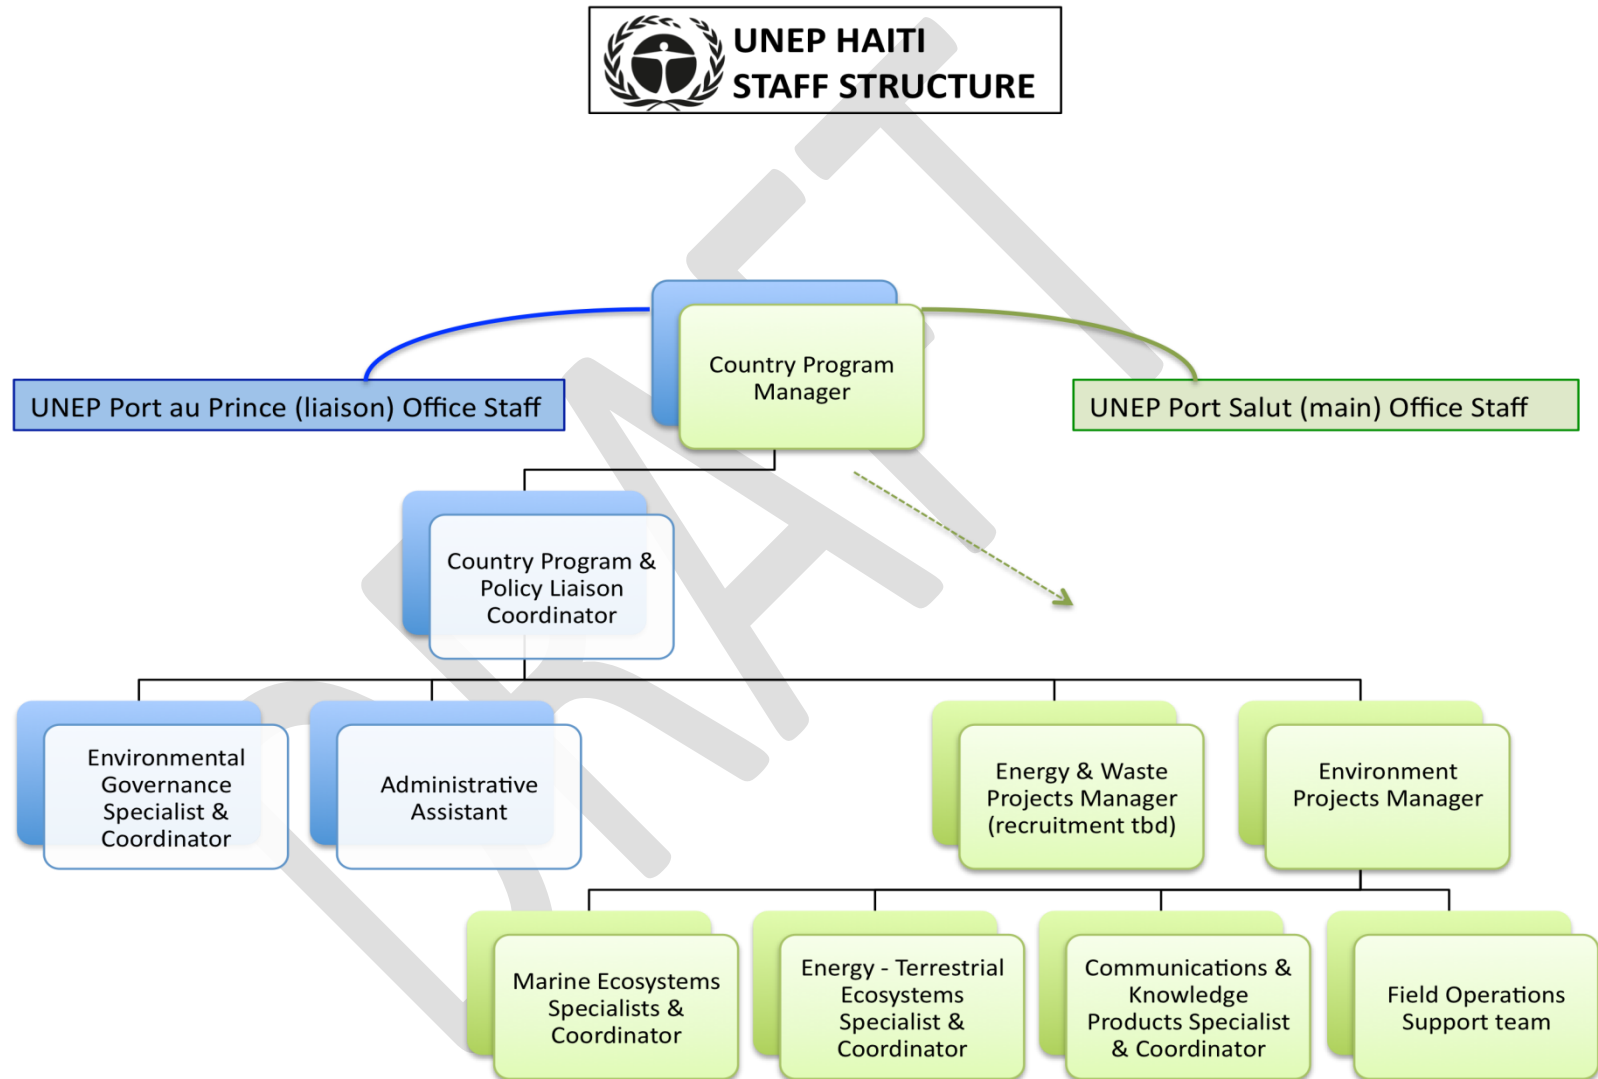 UNEP HAITI
STAFF STRUCTURE
DRAFT
Country Program
Manager
UNEP Port au Prince (liaison) Office Staff
UNEP Port Salut (main) Office Staff
Country Program &
Policy Liaison
Coordinator
Environmental
Governance
Specialist &
Coordinator
Administrative
Assistant
Energy & Waste
Projects Manager
(recruitment tbd)
Environment
Projects Manager
Marine Ecosystems
Specialists &
Coordinator
Energy - Terrestrial
Ecosystems
Specialist &
Coordinator
Communications &
Knowledge
Products Specialist
& Coordinator
Field Operations
Support team